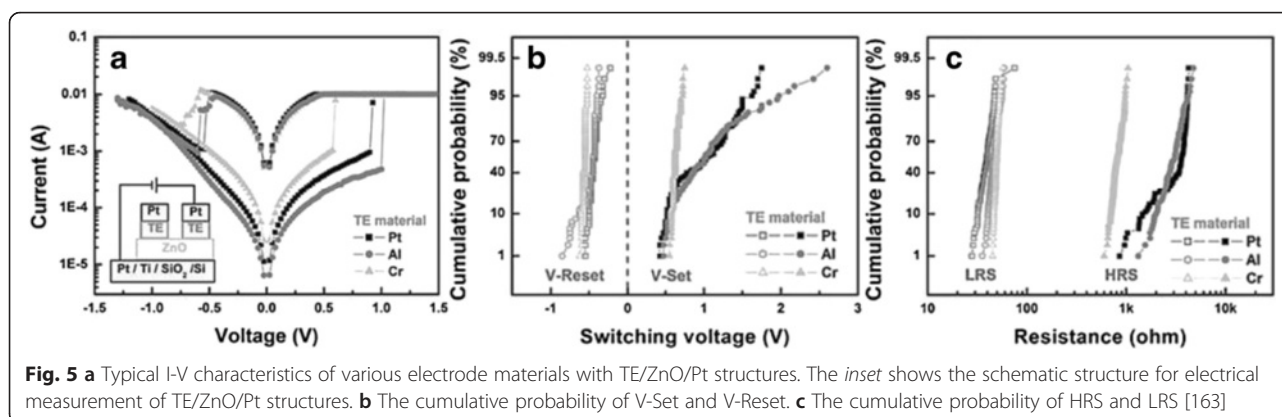 a
Current (A)
0.1
0.01
1E-3
1E-4
1E-5
Pt Pt
TE TE
ZnO
Pt / Ti / SiO2 /Si
TE material
Pt
Al
Cr
-1.5 -1.0 -0.5 0.0 0.5 1.0 1.5
Voltage (V)
b
Cumulative probability (%)
99.5
95
70
40
10
1
TE material
Pt
Al
Cr
V-Reset V-Set
-1 0 1 2 3
Switching voltage (V)
c
Cumulative probability (%)
99.5
95
70
40
10
1
TE material
Pt
Al
Cr
LRS HRS
10 100 1k 10k
Resistance (ohm)
Fig. 5 a Typical I-V characteristics of various electrode materials with TE/ZnO/Pt structures. The inset shows the schematic structure for electrical
measurement of TE/ZnO/Pt structures. b The cumulative probability of V-Set and V-Reset. c The cumulative probability of HRS and LRS [163]